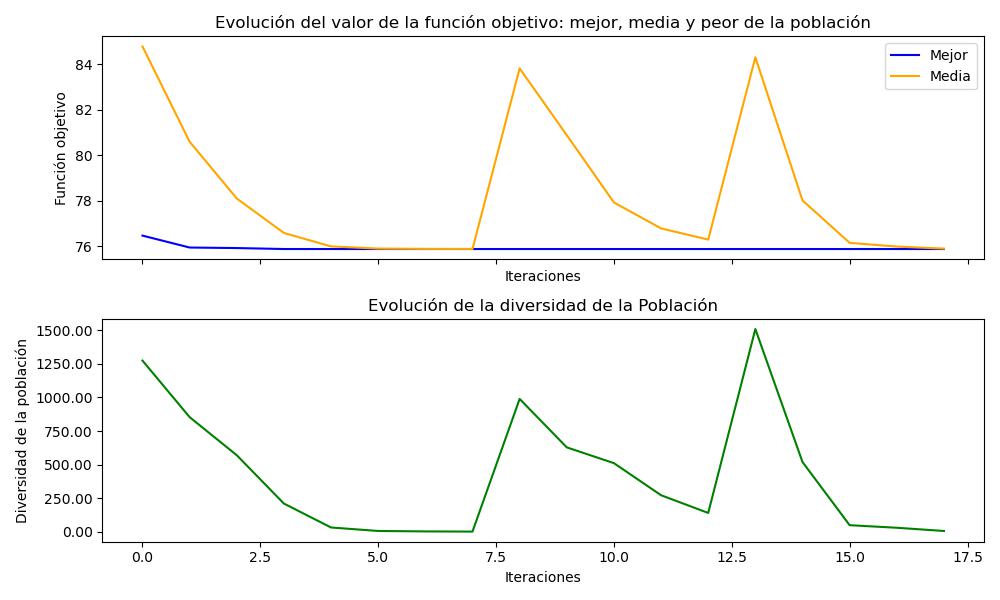 Evolución del valor de la función objetivo: mejor, media y peor de la población
Mejor
Media
84
82
80
78
76
Función objetivo
Iteraciones
Evolución de la diversidad de la Población
1500.00
1250.00
1000.00
750.00
500.00
250.00
0.00
Diversidad de la población
0.0 2.5 5.0 7.5 10.0 12.5 15.0 17.5
Iteraciones